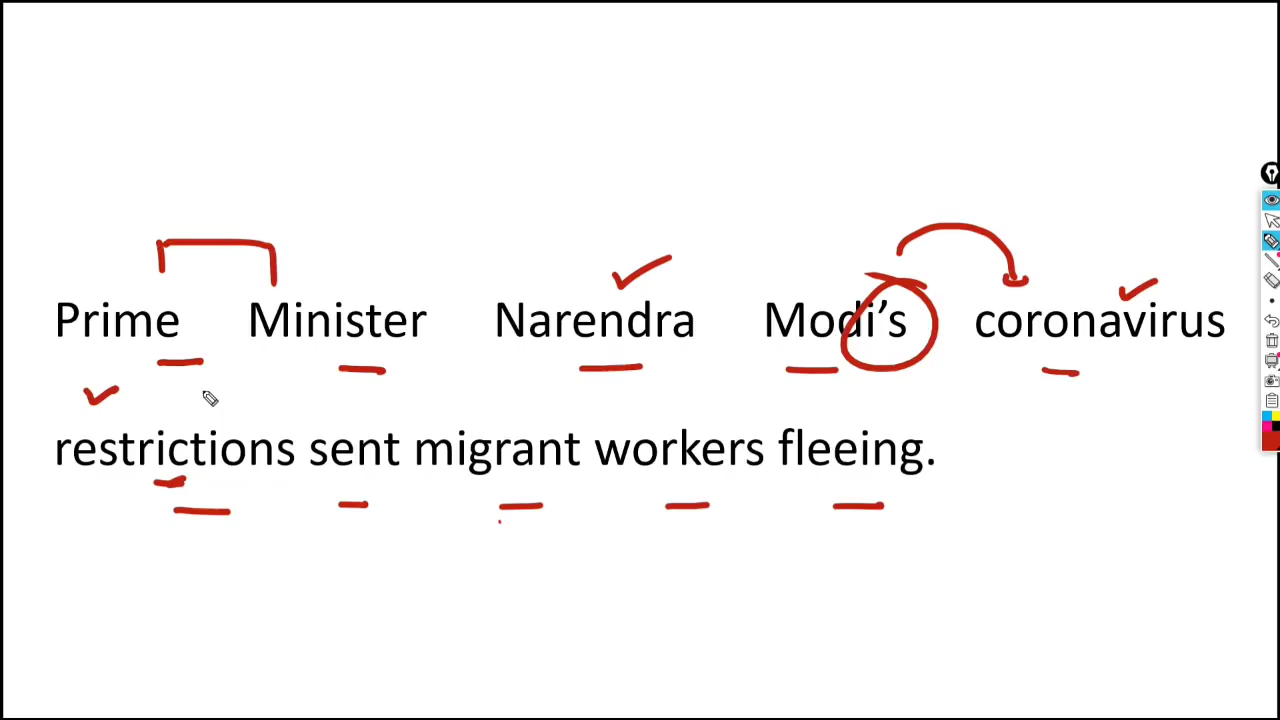 Prime Minister Narendra Modi’s coronavirus
restrictions sent migrant workers fleeing.